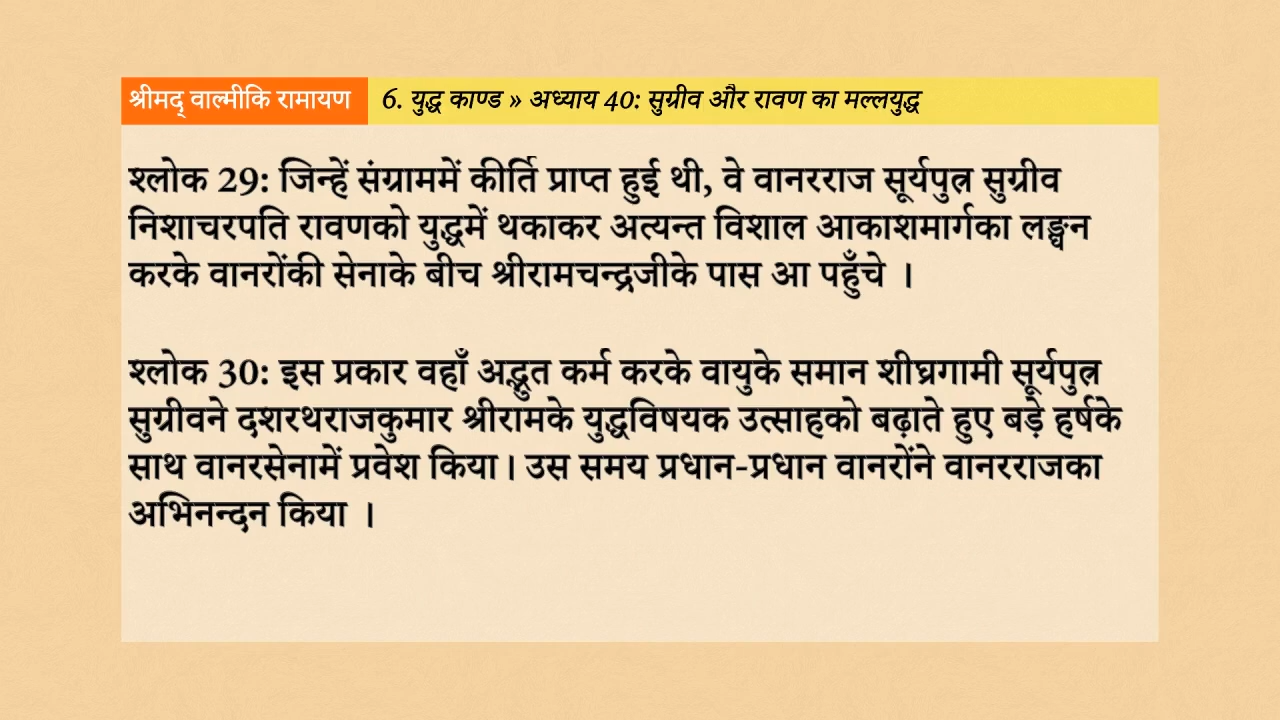 श्रीमद् वाल्मीकि रामायण 6. युद्ध काण्ड » अध्याय 40: सुग्रीव और रावण का मल्लयुद्ध
श्लोक 29: जिन्हें संग्राममें कीर्ति प्राप्त हुई थी, वे वानरराज सूर्यपुत्र सुग्रीव
निशाचरपति रावणको युद्धमें थकाकर अत्यन्त विशाल आकाशमार्गका लङ्घन
करके वानरोंकी सेनाके बीच श्रीरामचन्द्रजीके पास आ पहुँचे ।
श्लोक 30: इस प्रकार वहाँ अद्भुत कर्म करके वायुके समान शीघ्रगामी सूर्यपुत्र
सुग्रीवने दशरथराजकुमार श्रीरामके युद्धविषयक उत्साहको बढ़ाते हुए बड़े हर्षके
साथ वानरसेनामें प्रवेश किया। उस समय प्रधान-प्रधान वानरोंने वानरराजका
अभिनन्दन किया ।